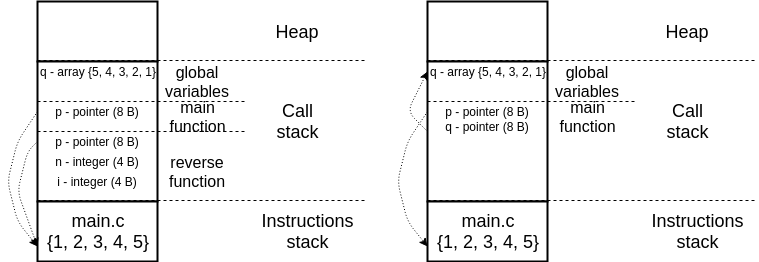 Heap
q - array {5, 4, 3, 2, 1}
global
variables
main
function
p - pointer (8 B)
Call
stack
p - pointer (8 B)
n - integer (4 B)
i - integer (4 B)
reverse
function
main.c
{1, 2, 3, 4, 5}
Instructions
stack
Heap
q - array {5, 4, 3, 2, 1}
global
variables
main
function
p - pointer (8 B)
q - pointer (8 B)
Call
stack
main.c
{1, 2, 3, 4, 5}
Instructions
stack